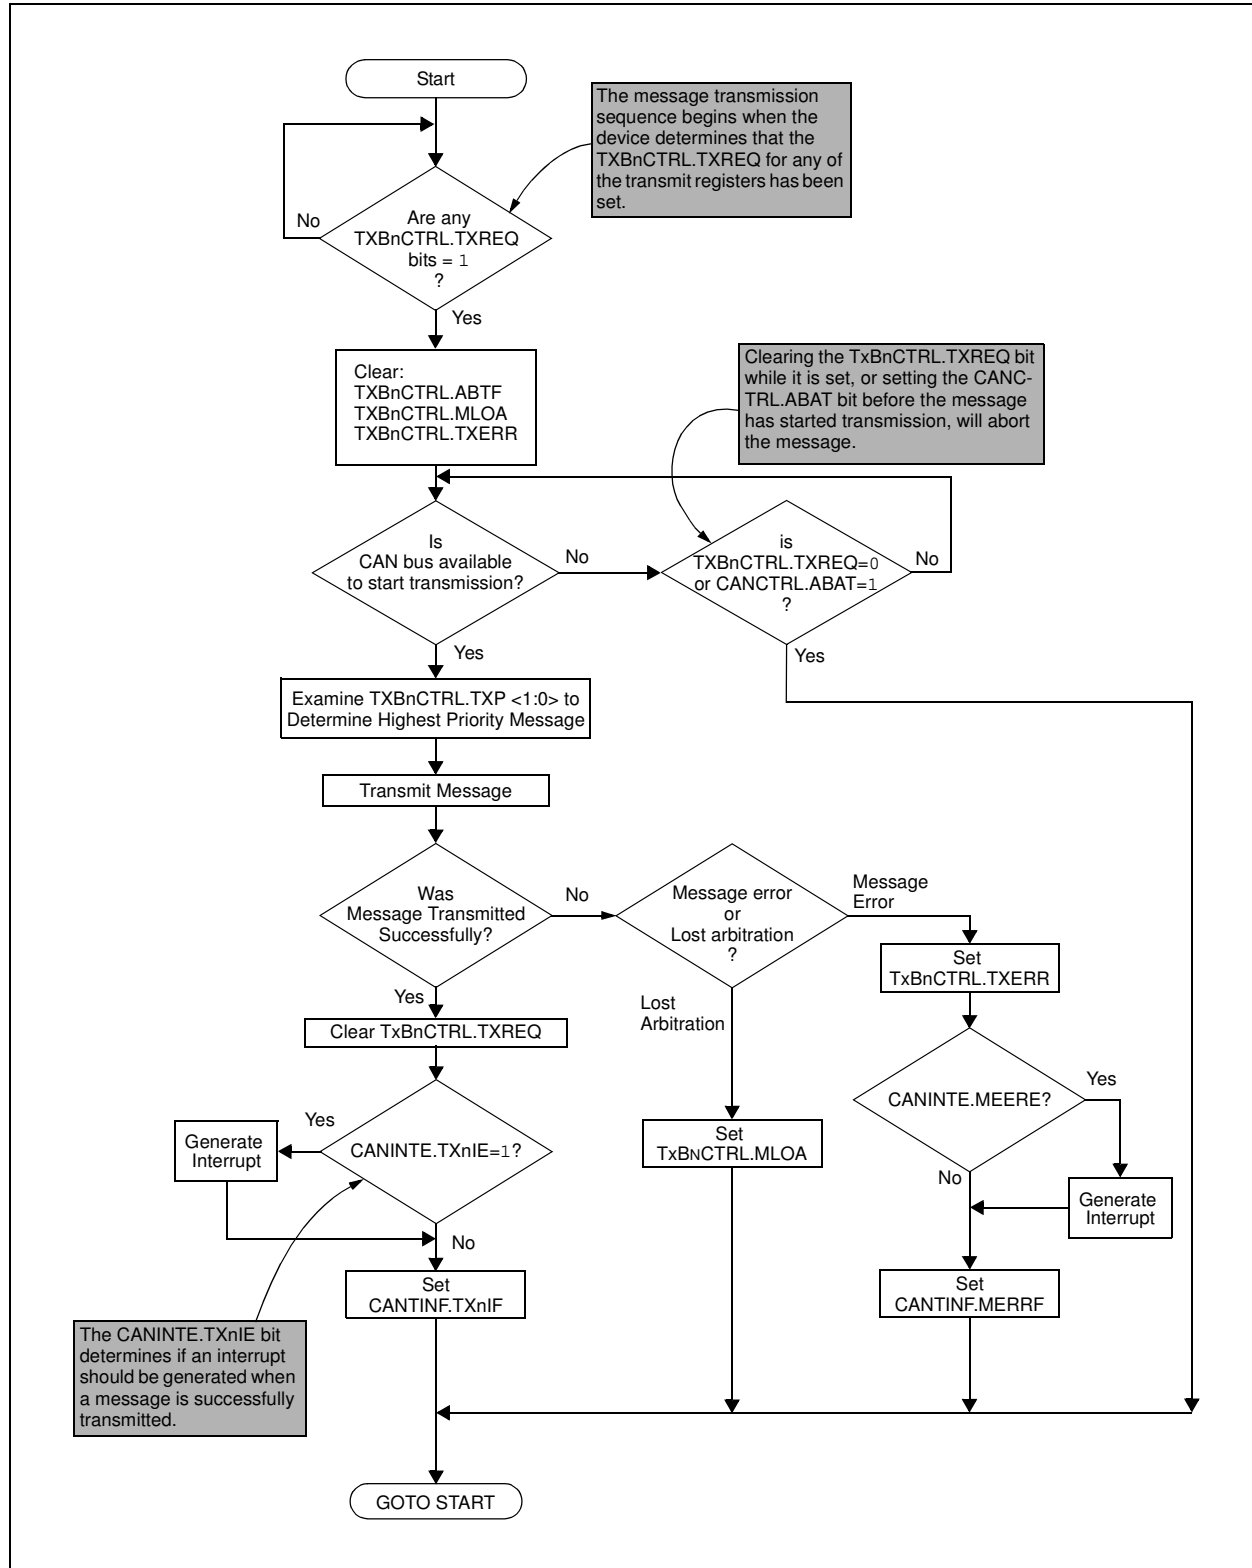 Start
The message transmission
sequence begins when the
device determines that the
TXBnCTRL.TXREQ for any of
the transmit registers has been
set.
No
Are any
TXBnCTRL.TXREQ
bits = 1
?
Yes
Clear:
TXBnCTRL.ABTF
TXBnCTRL.MLOA
TXBnCTRL.TXERR
Clearing the TxBnCTRL.TXREQ bit
while it is set, or setting the CANC-
TRL.ABAT bit before the message
has started transmission, will abort
the message.
Is
CAN bus available
to start transmission?
No
is
TXBnCTRL.TXREQ=0
or CANCTRL.ABAT=1
?
No
Yes
Yes
Examine TXBnCTRL.TXP <1:0> to
Determine Highest Priority Message
Transmit Message
Was
Message Transmitted
Successfully?
No
Message error
or
Lost arbitration
?
Message
Error
Set
TxBnCTRL.TXERR
Yes
Lost
Arbitration
Clear TxBnCTRL.TXREQ
CANINTE.MEERE?
Yes
Yes
Generate
Interrupt
CANINTE.TXnIE=1?
Set
TxBNCTRL.MLOA
No
Generate
Interrupt
No
Set
CANTINF.TXnIF
Set
CANTINF.MERRF
The CANINTE.TXnIE bit
determines if an interrupt
should be generated when
a message is successfully
transmitted.
GOTO START